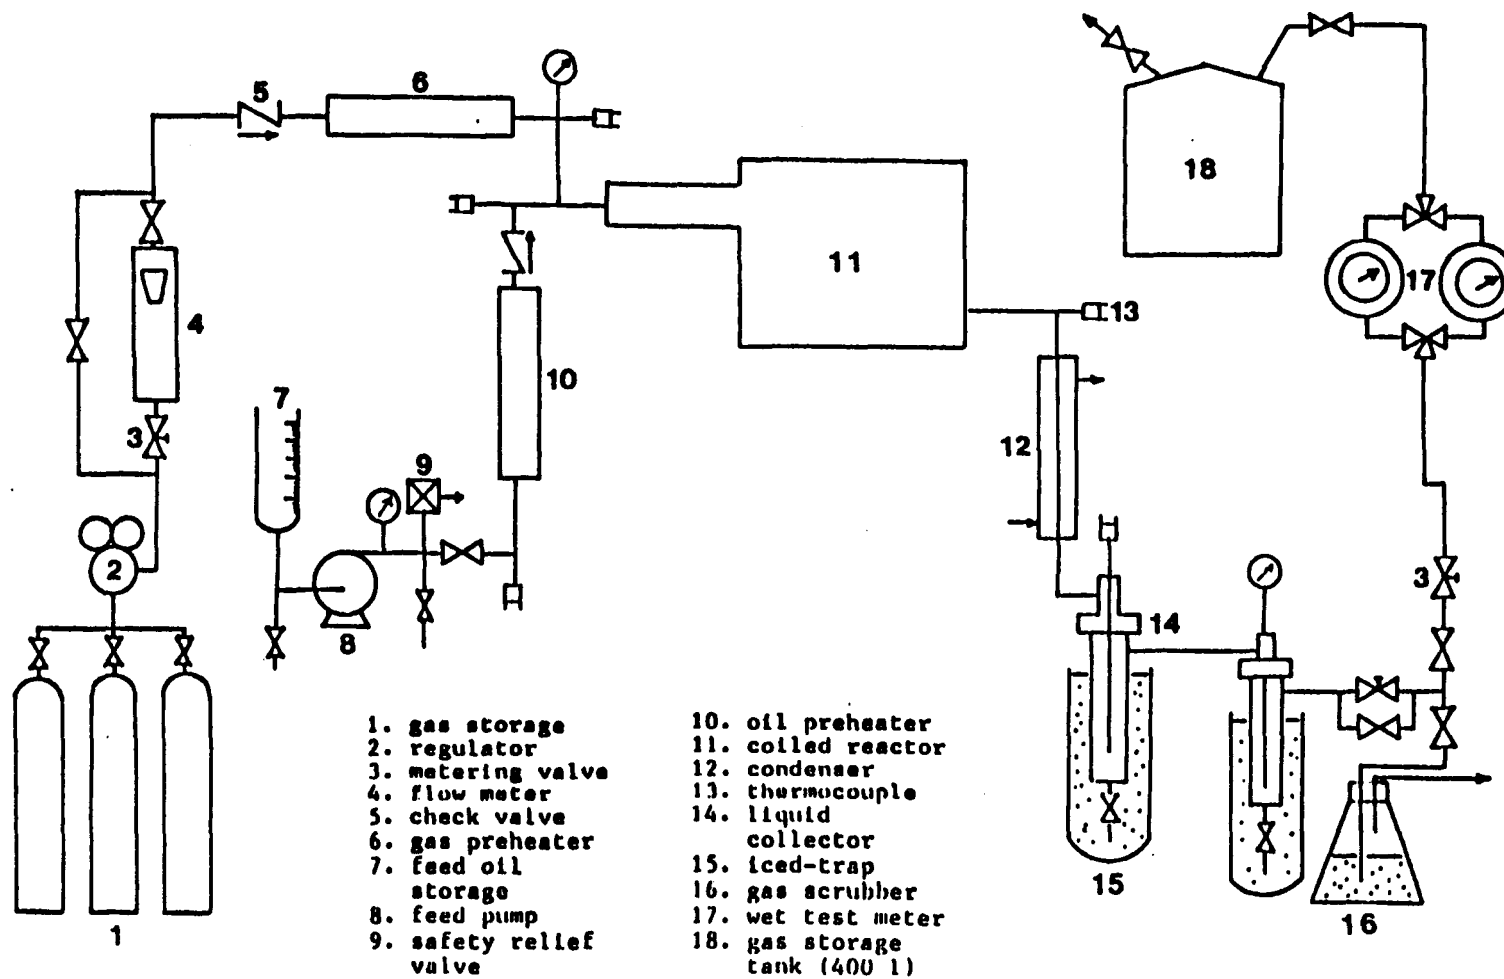 5
6
18
11
4
17
13
10
7
3
12
9
2
3
8
14
1. gas storage
2. regulator
3. metering valve
4. flow meter
5. check valve
6. gas preheater
7. feed oil
storage
8. feed pump
9. safety relief
valve
10. oil preheater
11. coiled reactor
12. condenser
13. thermocouple
14. liquid
collector
15. iced-trap
16. gas scrubber
17. wet test meter
18. gas storage
tank (400 l)
15
16
1